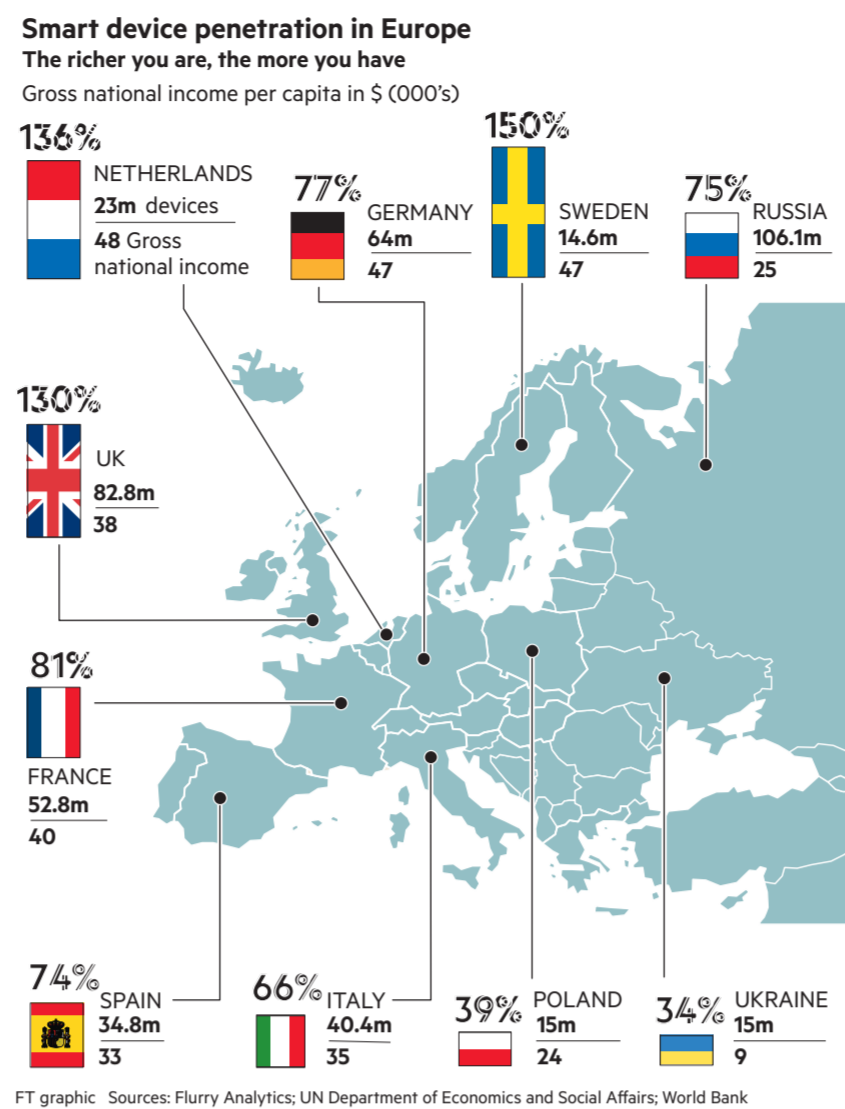 Smart device penetration in Europe
The richer you are, the more you have
Gross national income per capita in $ (000's)
136%
NETHERLANDS
23m devices
48 Gross
national income
77%
GERMANY
64m
47
150%
SWEDEN
14.6m
47
75%
RUSSIA
106.1m
25
130%
UK
82.8m
38
81%
FRANCE
52.8m
40
74%
SPAIN
34.8m
33
66%
ITALY
40.4m
35
39%
POLAND
15m
24
34%
UKRAINE
15m
9
FT graphic Sources: Flurry Analytics; UN Department of Economics and Social Affairs; World Bank